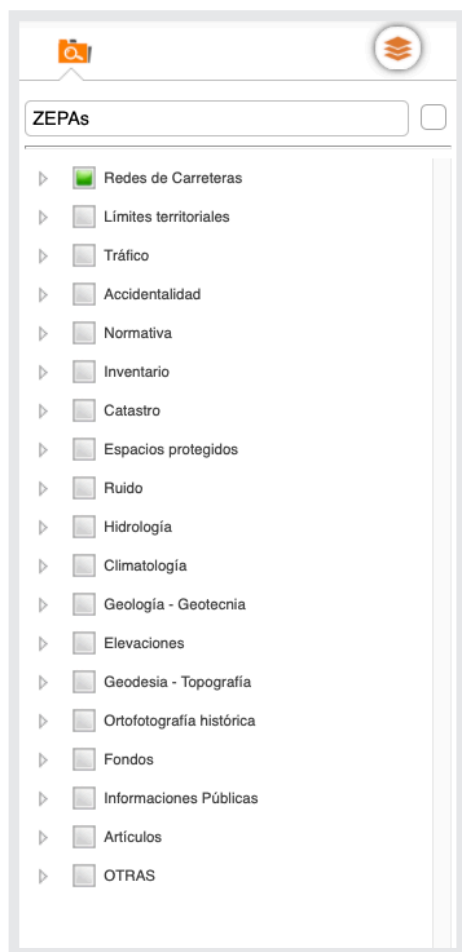 ZEPAs
Redes de Carreteras
Límites territoriales
Tráfico
Accidentalidad
Normativa
Inventario
Catastro
Espacios protegidos
Ruido
Hidrología
Climatología
Geología - Geotecnia
Elevaciones
Geodesia - Topografía
Ortofotografía histórica
Fondos
Informaciones Públicas
Artículos
OTRAS